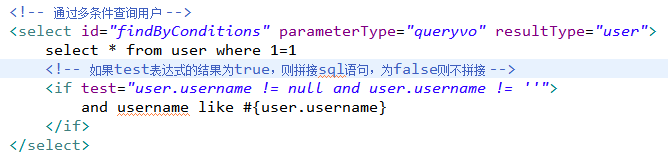 <!-- 通过多条件查询用户 -->
<select id="findByConditions" parameterType="queryvo" resultType="user">
select * from user where 1=1
<!-- 如果test表达式的结果为true，则拼接sql语句，为false则不拼接 -->
<if test="user.username != null and user.username != ''">
and username like #{user.username}
</if>
</select>